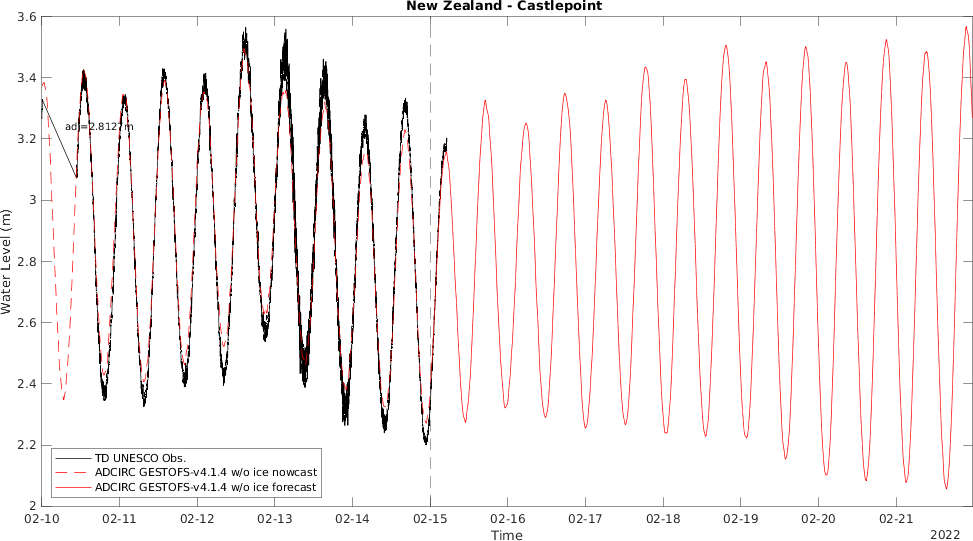 New Zealand - Castlepoint
Water Level (m)
3.6
3.4
3.2
3
2.8
2.6
2.4
2.2
2
adj=2.8127m
TD UNESCO Obs.
ADCIRC GESTOFS-v4.1.4 w/o ice nowcast
ADCIRC GESTOFS-v4.1.4 w/o ice forecast
02-10 02-11 02-12 02-13 02-14 02-15 02-16 02-17 02-18 02-19 02-20 02-21
Time
2022